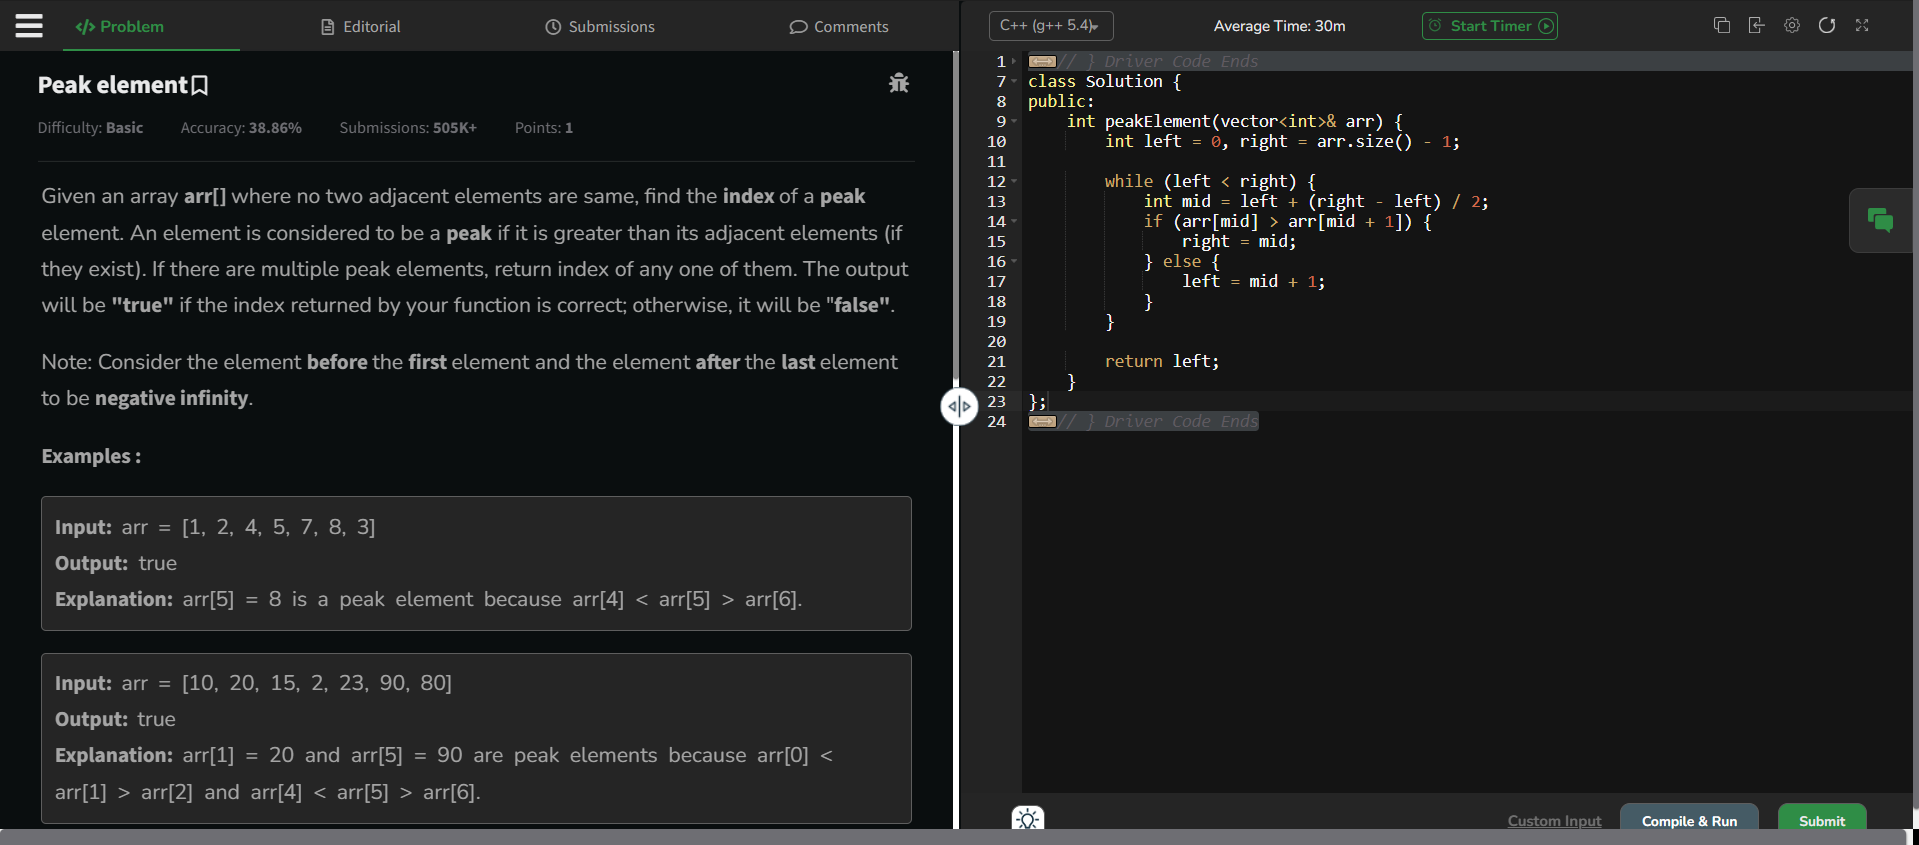 </> Problem
Editorial
Submissions
Comments
Peak element
Difficulty: Basic Accuracy: 38.86% Submissions: 505K+ Points: 1
Given an array arr[] where no two adjacent elements are same, find the index of a peak
element. An element is considered to be a peak if it is greater than its adjacent elements (if
they exist). If there are multiple peak elements, return index of any one of them. The output
will be "true" if the index returned by your function is correct; otherwise, it will be "false".
Note: Consider the element before the first element and the element after the last element
to be negative infinity.
Examples :
Input: arr = [1, 2, 4, 5, 7, 8, 3]
Output: true
Explanation: arr[5] = 8 is a peak element because arr[4] < arr[5] > arr[6].
Input: arr = [10, 20, 15, 2, 23, 90, 80]
Output: true
Explanation: arr[1] = 20 and arr[5] = 90 are peak elements because arr[0] <
arr[1] > arr[2] and arr[4] < arr[5] > arr[6].
C++ (g++ 5.4)
Average Time: 30m
Start Timer
1 // } Driver Code Ends
7 class Solution {
8 public:
9     int peakElement(vector<int>& arr) {
10         int left = 0, right = arr.size() - 1;
11
12         while (left < right) {
13             int mid = left + (right - left) / 2;
14             if (arr[mid] > arr[mid + 1]) {
15                 right = mid;
16             } else {
17                 left = mid + 1;
18             }
19         }
20
21         return left;
22     }
23 };
24 // } Driver Code Ends
Custom Input
Compile & Run
Submit